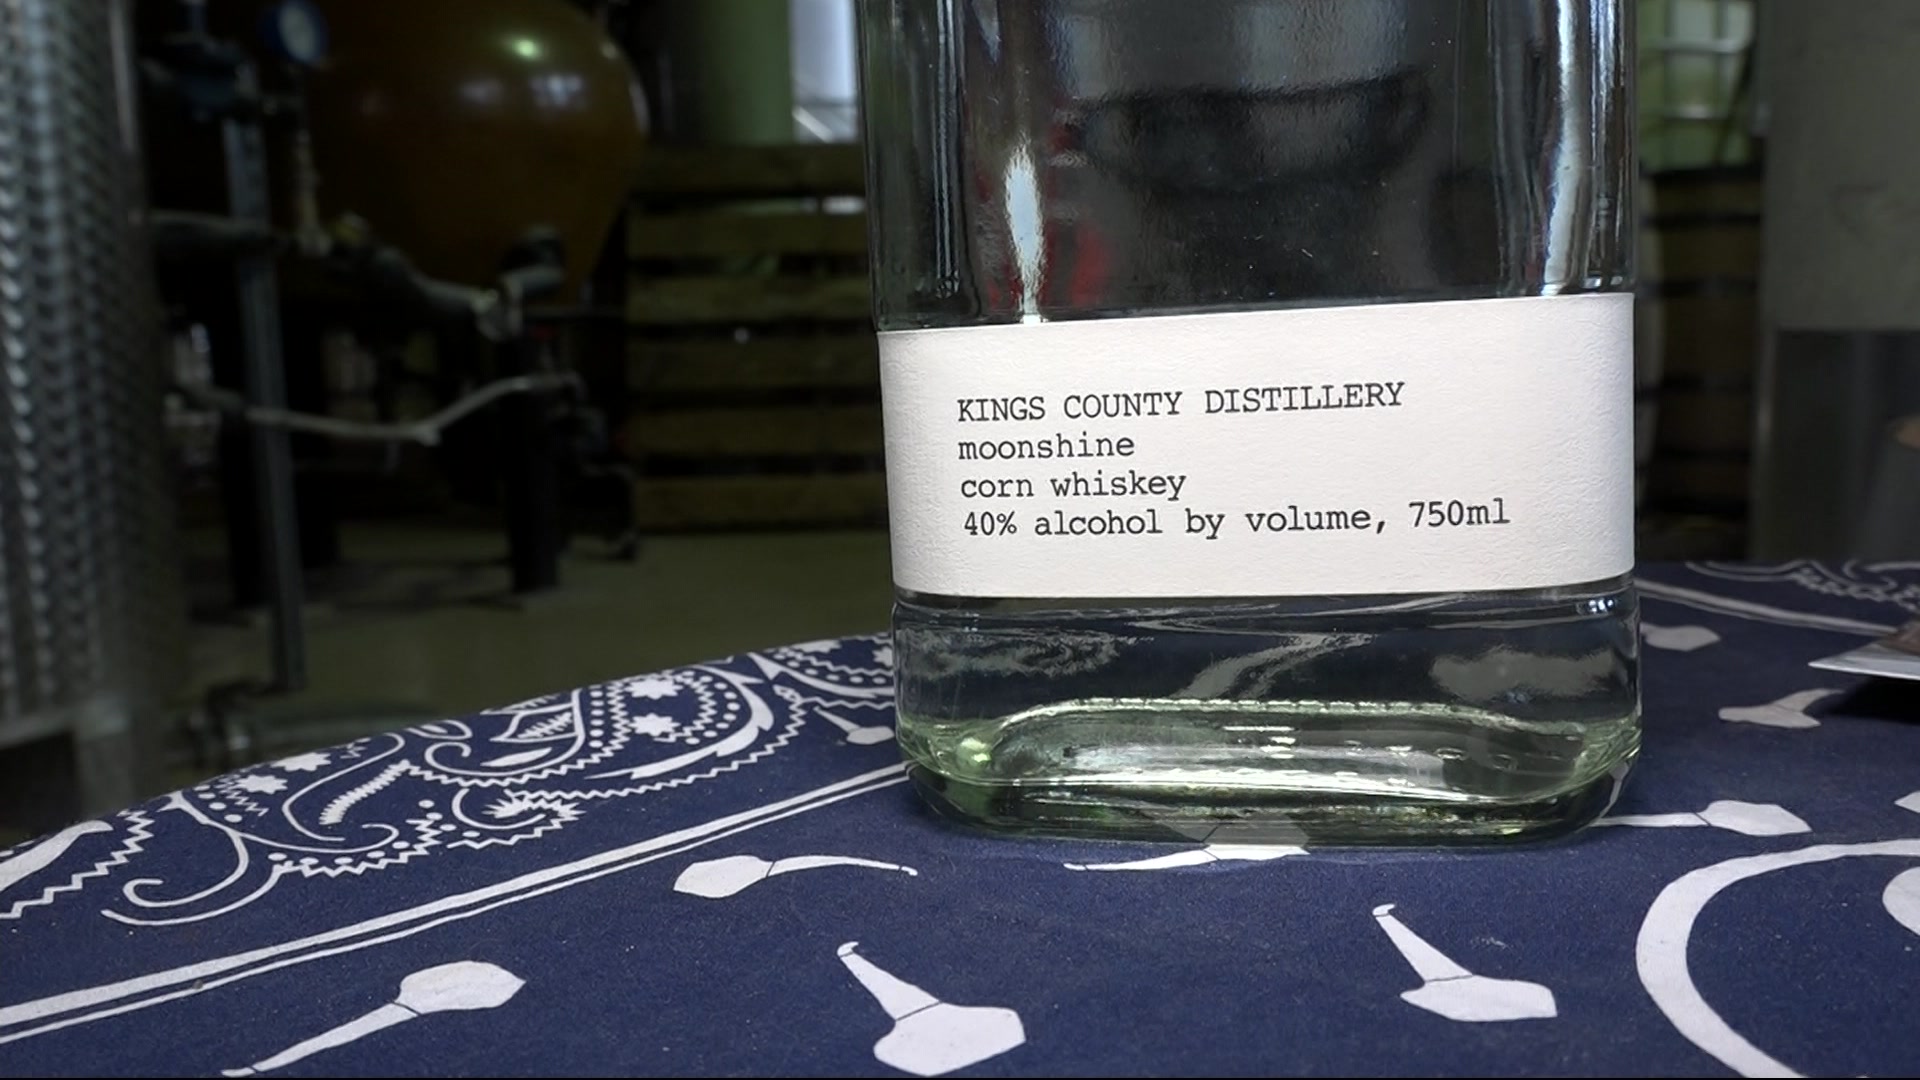 KINGS COUNTY DISTILLERY
moonshine
corn whiskey
40% alcohol by volume, 750ml